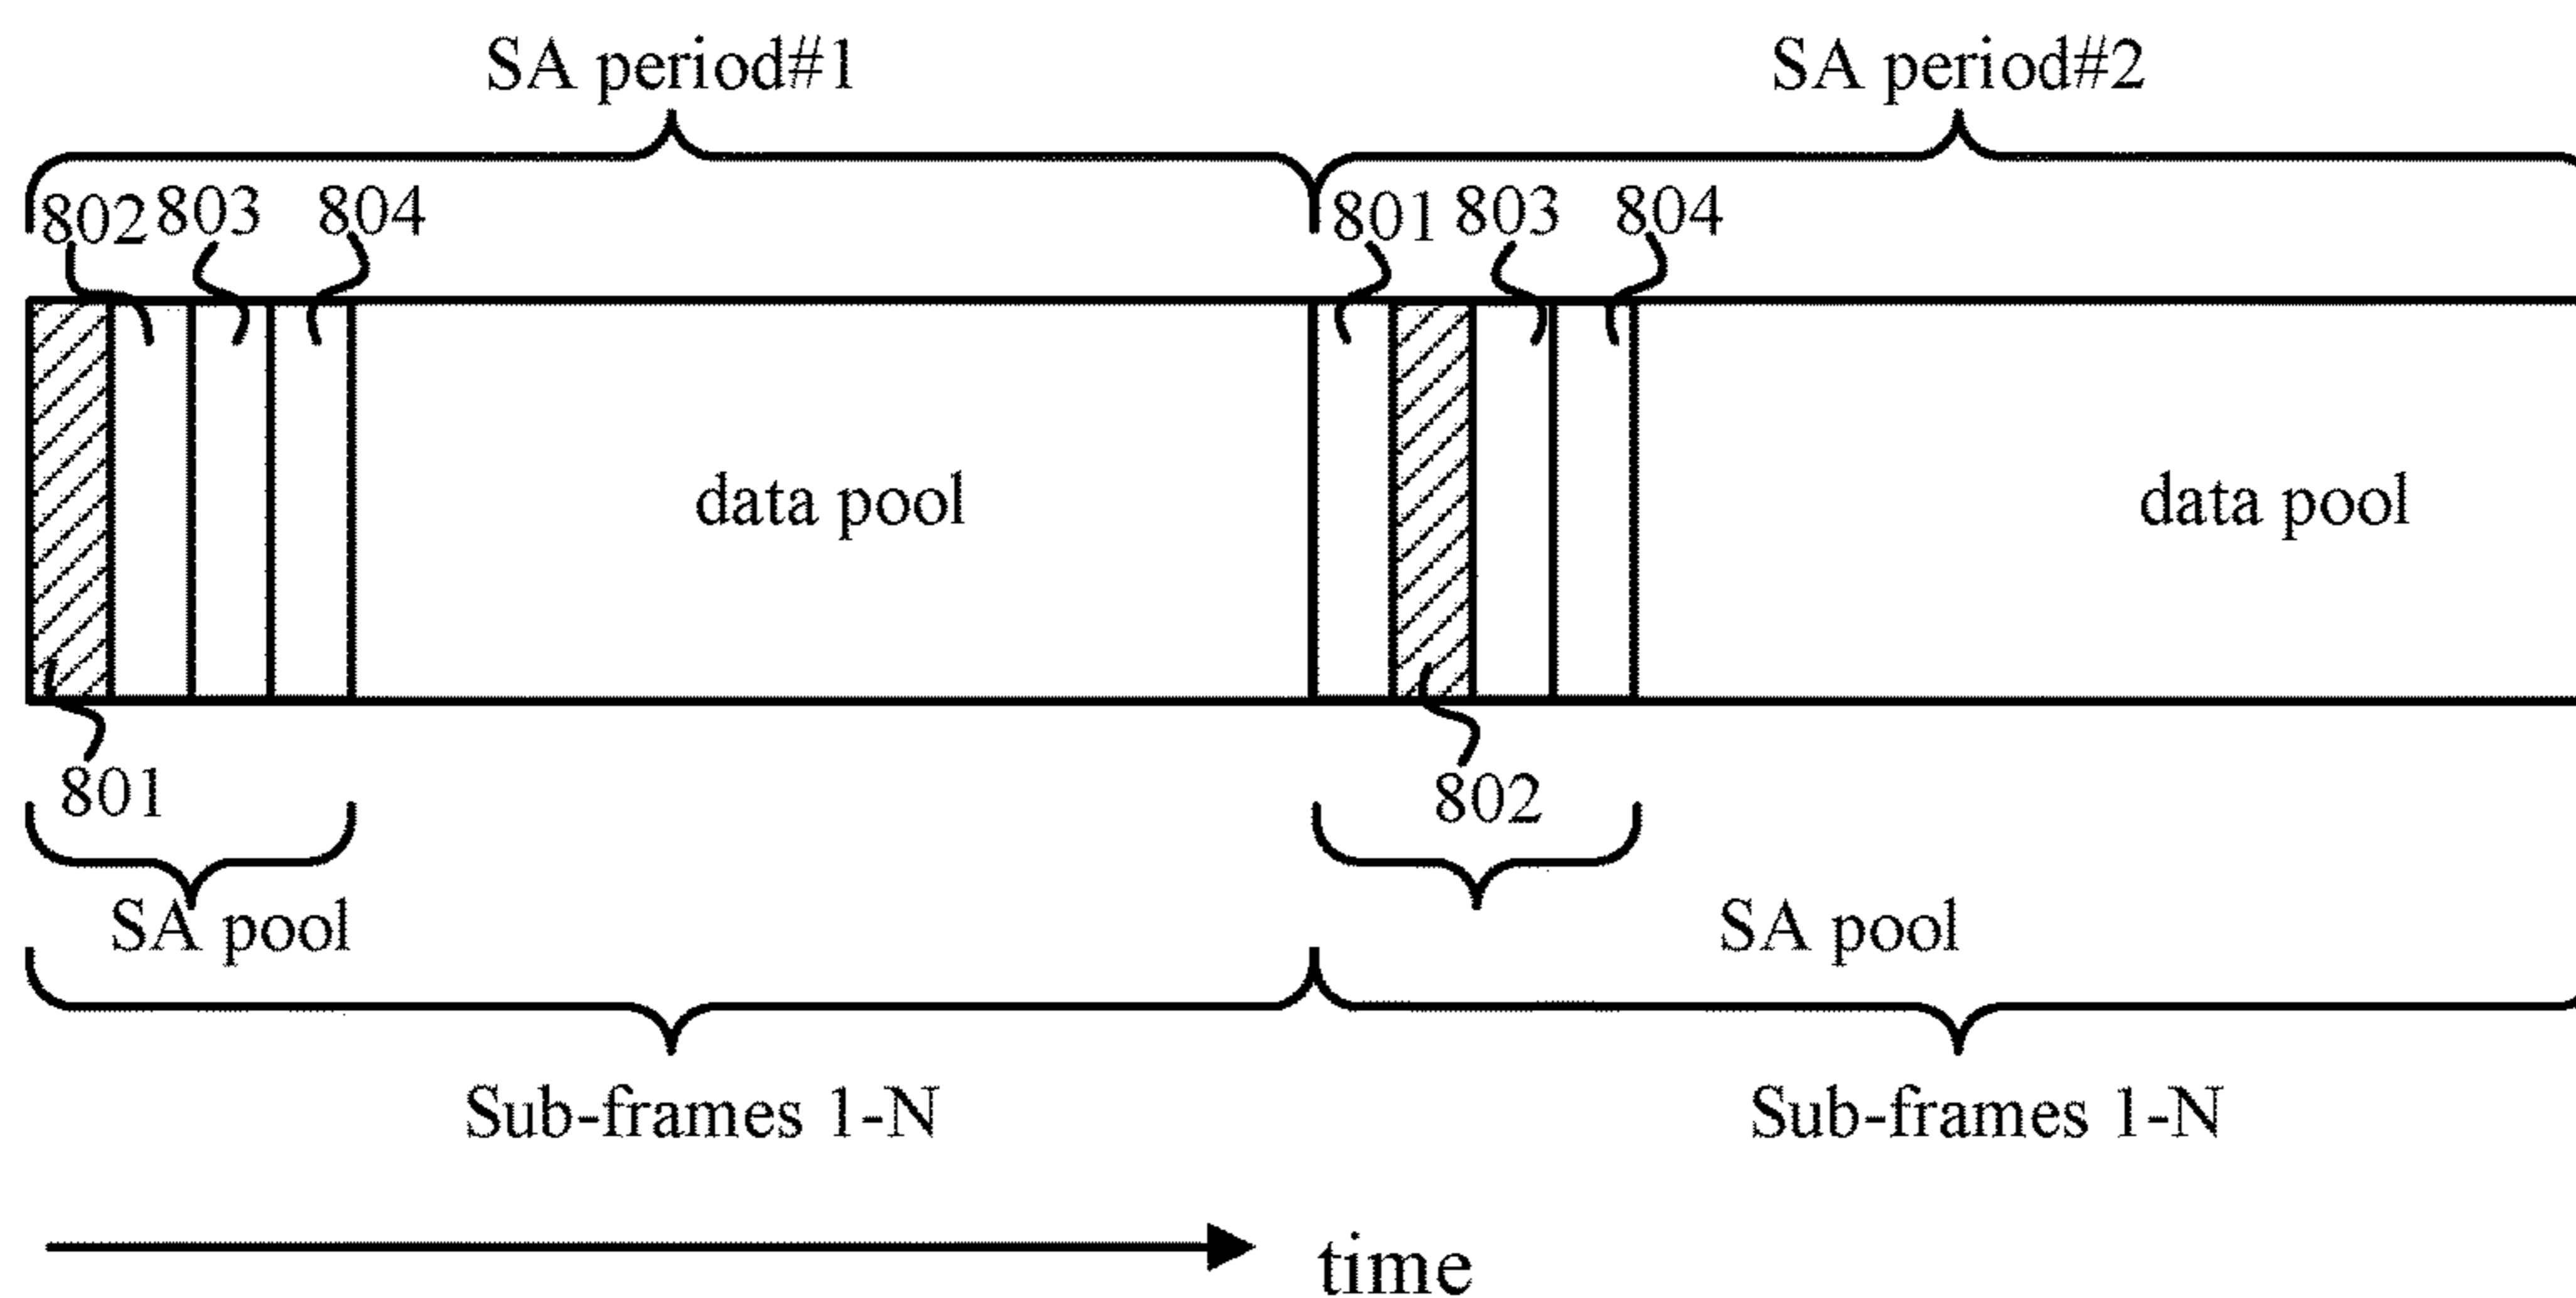 SA period#1 SA period#2
802 803 804 801 803 804
data pool data pool
801 802
SA pool SA pool
Sub-frames 1-N Sub-frames 1-N
time